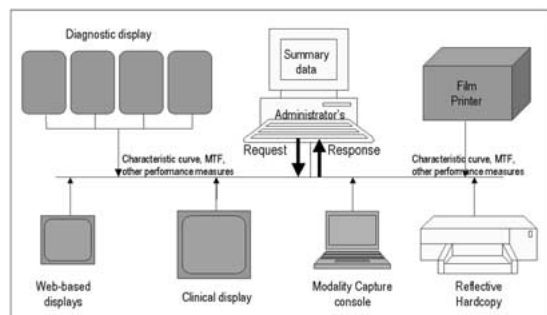 Diagnostic display
Summary
data
Administrator's
Film
Printer
Request
Response
Characteristic curve, MTF,
other performance measures
Characteristic curve, MTF,
other performance measures
Web-based
displays
Clinical display
Modality Capture
console
Reflective
Hardcopy